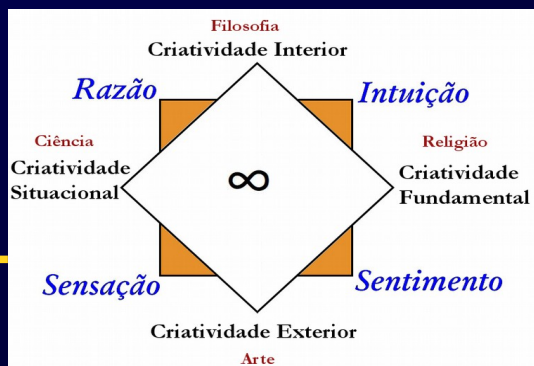 Filosofia
Criatividade Interior
Razão
Intuição
Ciência
Criatividade
Situacional
∞
Religião
Criatividade
Fundamental
Sensação
Sentimento
Criatividade Exterior
Arte